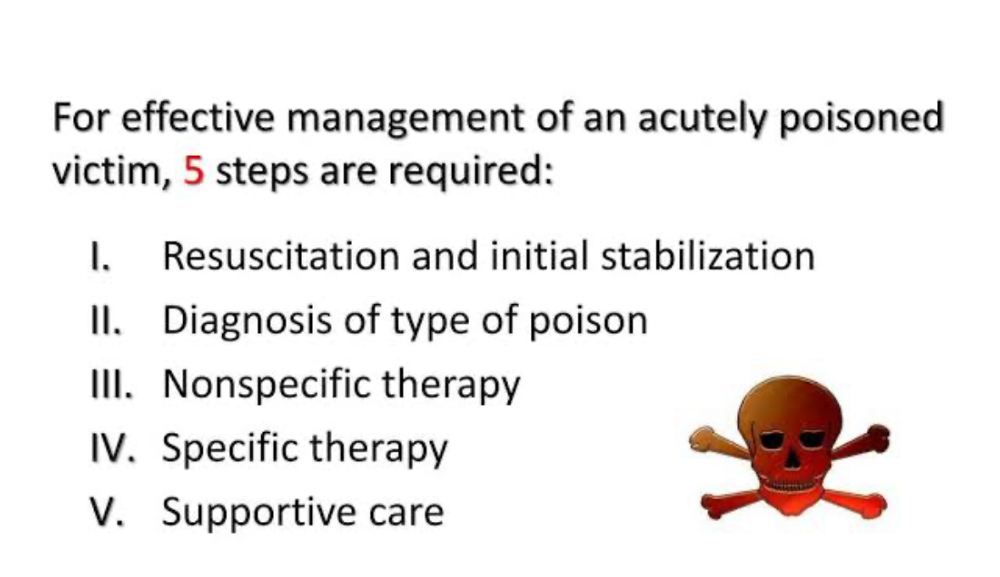 For effective management of an acutely poisoned
victim, 5 steps are required:
I. Resuscitation and initial stabilization
II. Diagnosis of type of poison
III. Nonspecific therapy
IV. Specific therapy
V. Supportive care